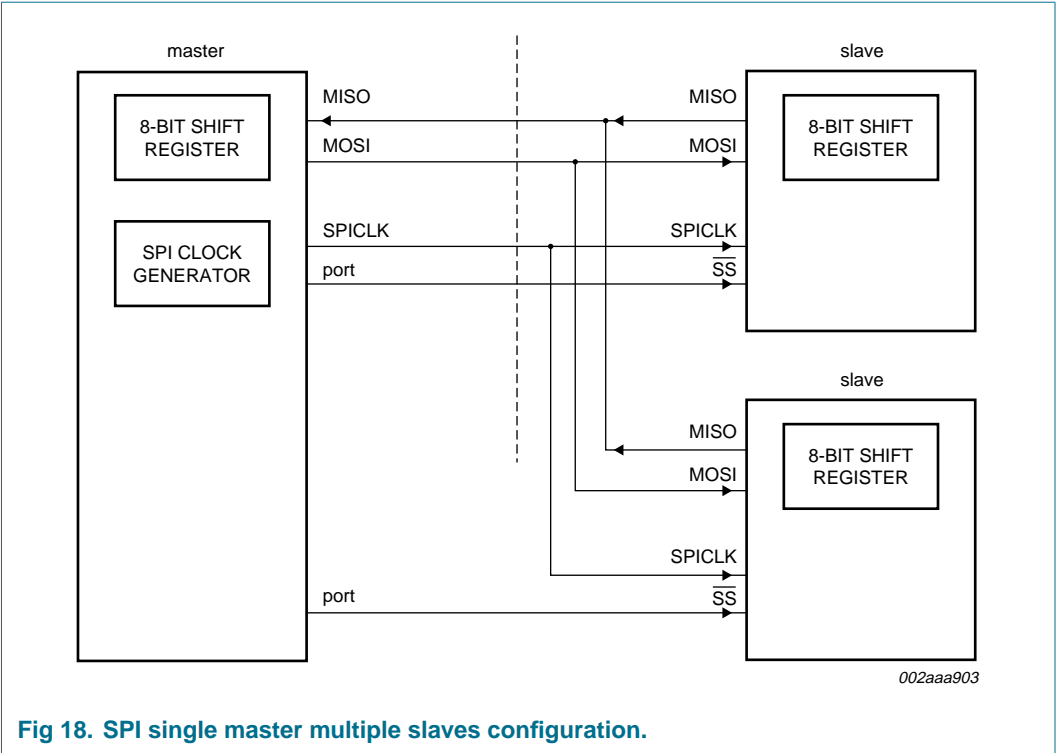 master
slave
MISO
MISO
8-BIT SHIFT
REGISTER
8-BIT SHIFT
REGISTER
MOSI
MOSI
SPICLK
SPICLK
SPI CLOCK
GENERATOR
port
S̅S̅
slave
MISO
8-BIT SHIFT
REGISTER
MOSI
SPICLK
port
S̅S̅
002aaa903
Fig 18. SPI single master multiple slaves configuration.